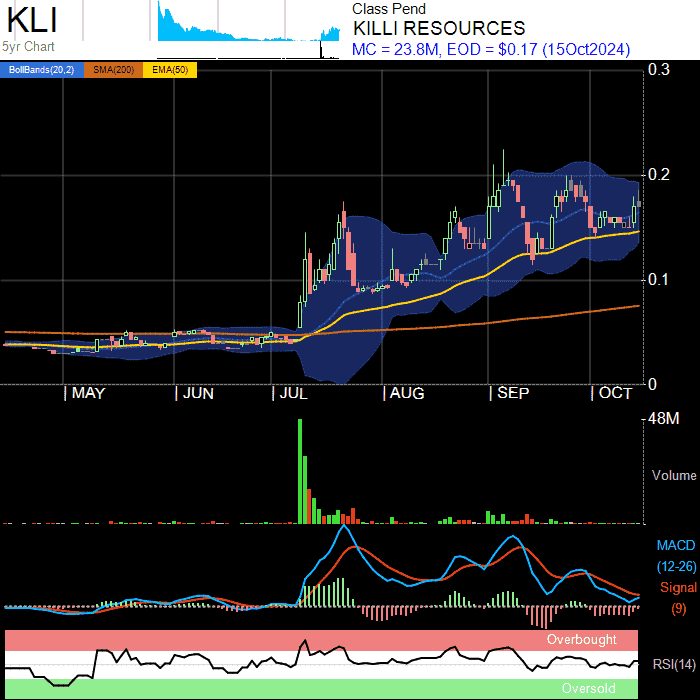 KLI
5yr Chart
Class Pend
KILLI RESOURCES
MC = 23.8M, EOD = $0.17 (15Oct2024)
BollBands(20,2) SMA(200) EMA(50)
0.3
0.2
0.1
0
MAY JUN JUL AUG SEP OCT
48M
Volume
MACD
(12-26)
Signal
(9)
Overbought
RSI(14)
Oversold